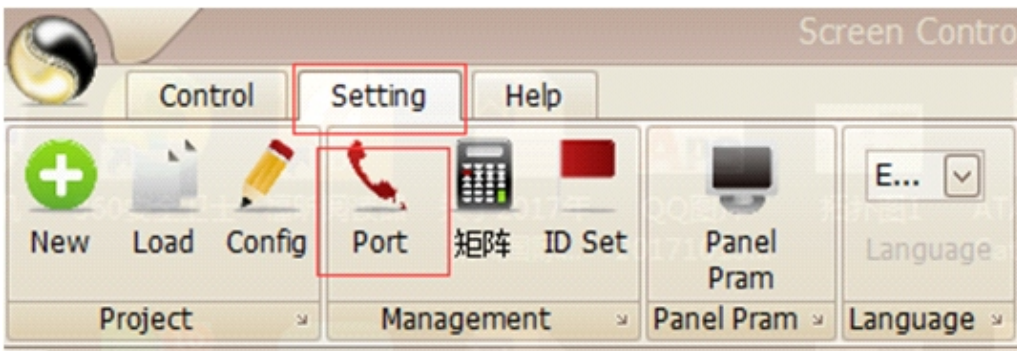 Screen Contro
Control Setting Help
E...
New Load Config Port 矩阵 ID Set Panel Pram Language
Project Management Panel Pram Language